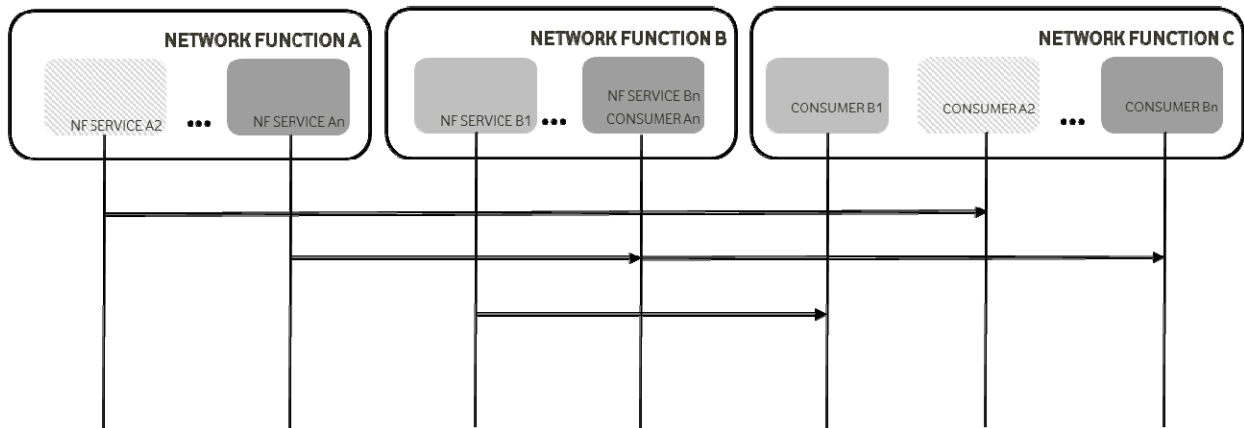 NETWORK FUNCTION A
NF SERVICE A2
...
NF SERVICE An
NETWORK FUNCTION B
NF SERVICE B1
...
NF SERVICE Bn
CONSUMER An
NETWORK FUNCTION C
CONSUMER B1
CONSUMER A2
...
CONSUMER Bn